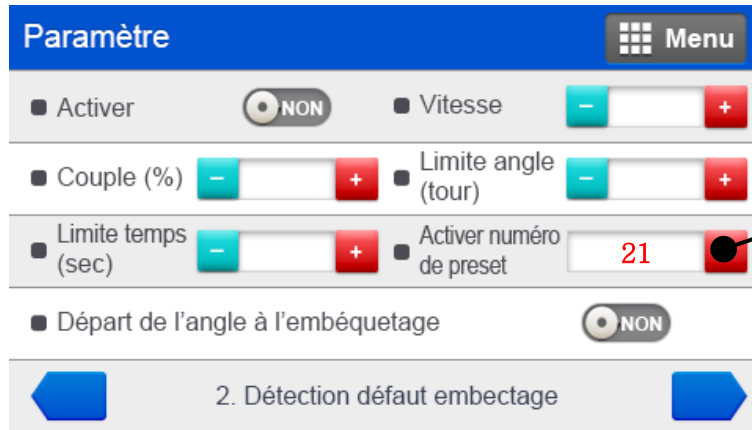 Paramètre
Menu
Activer
NON
Vitesse
−
+
Couple (%)
−
+
Limite angle
(tour)
−
+
Limite temps
(sec)
−
+
Activer numéro
de preset
21
Départ de l'angle à l'embéquetage
NON
2. Détection défaut embectage